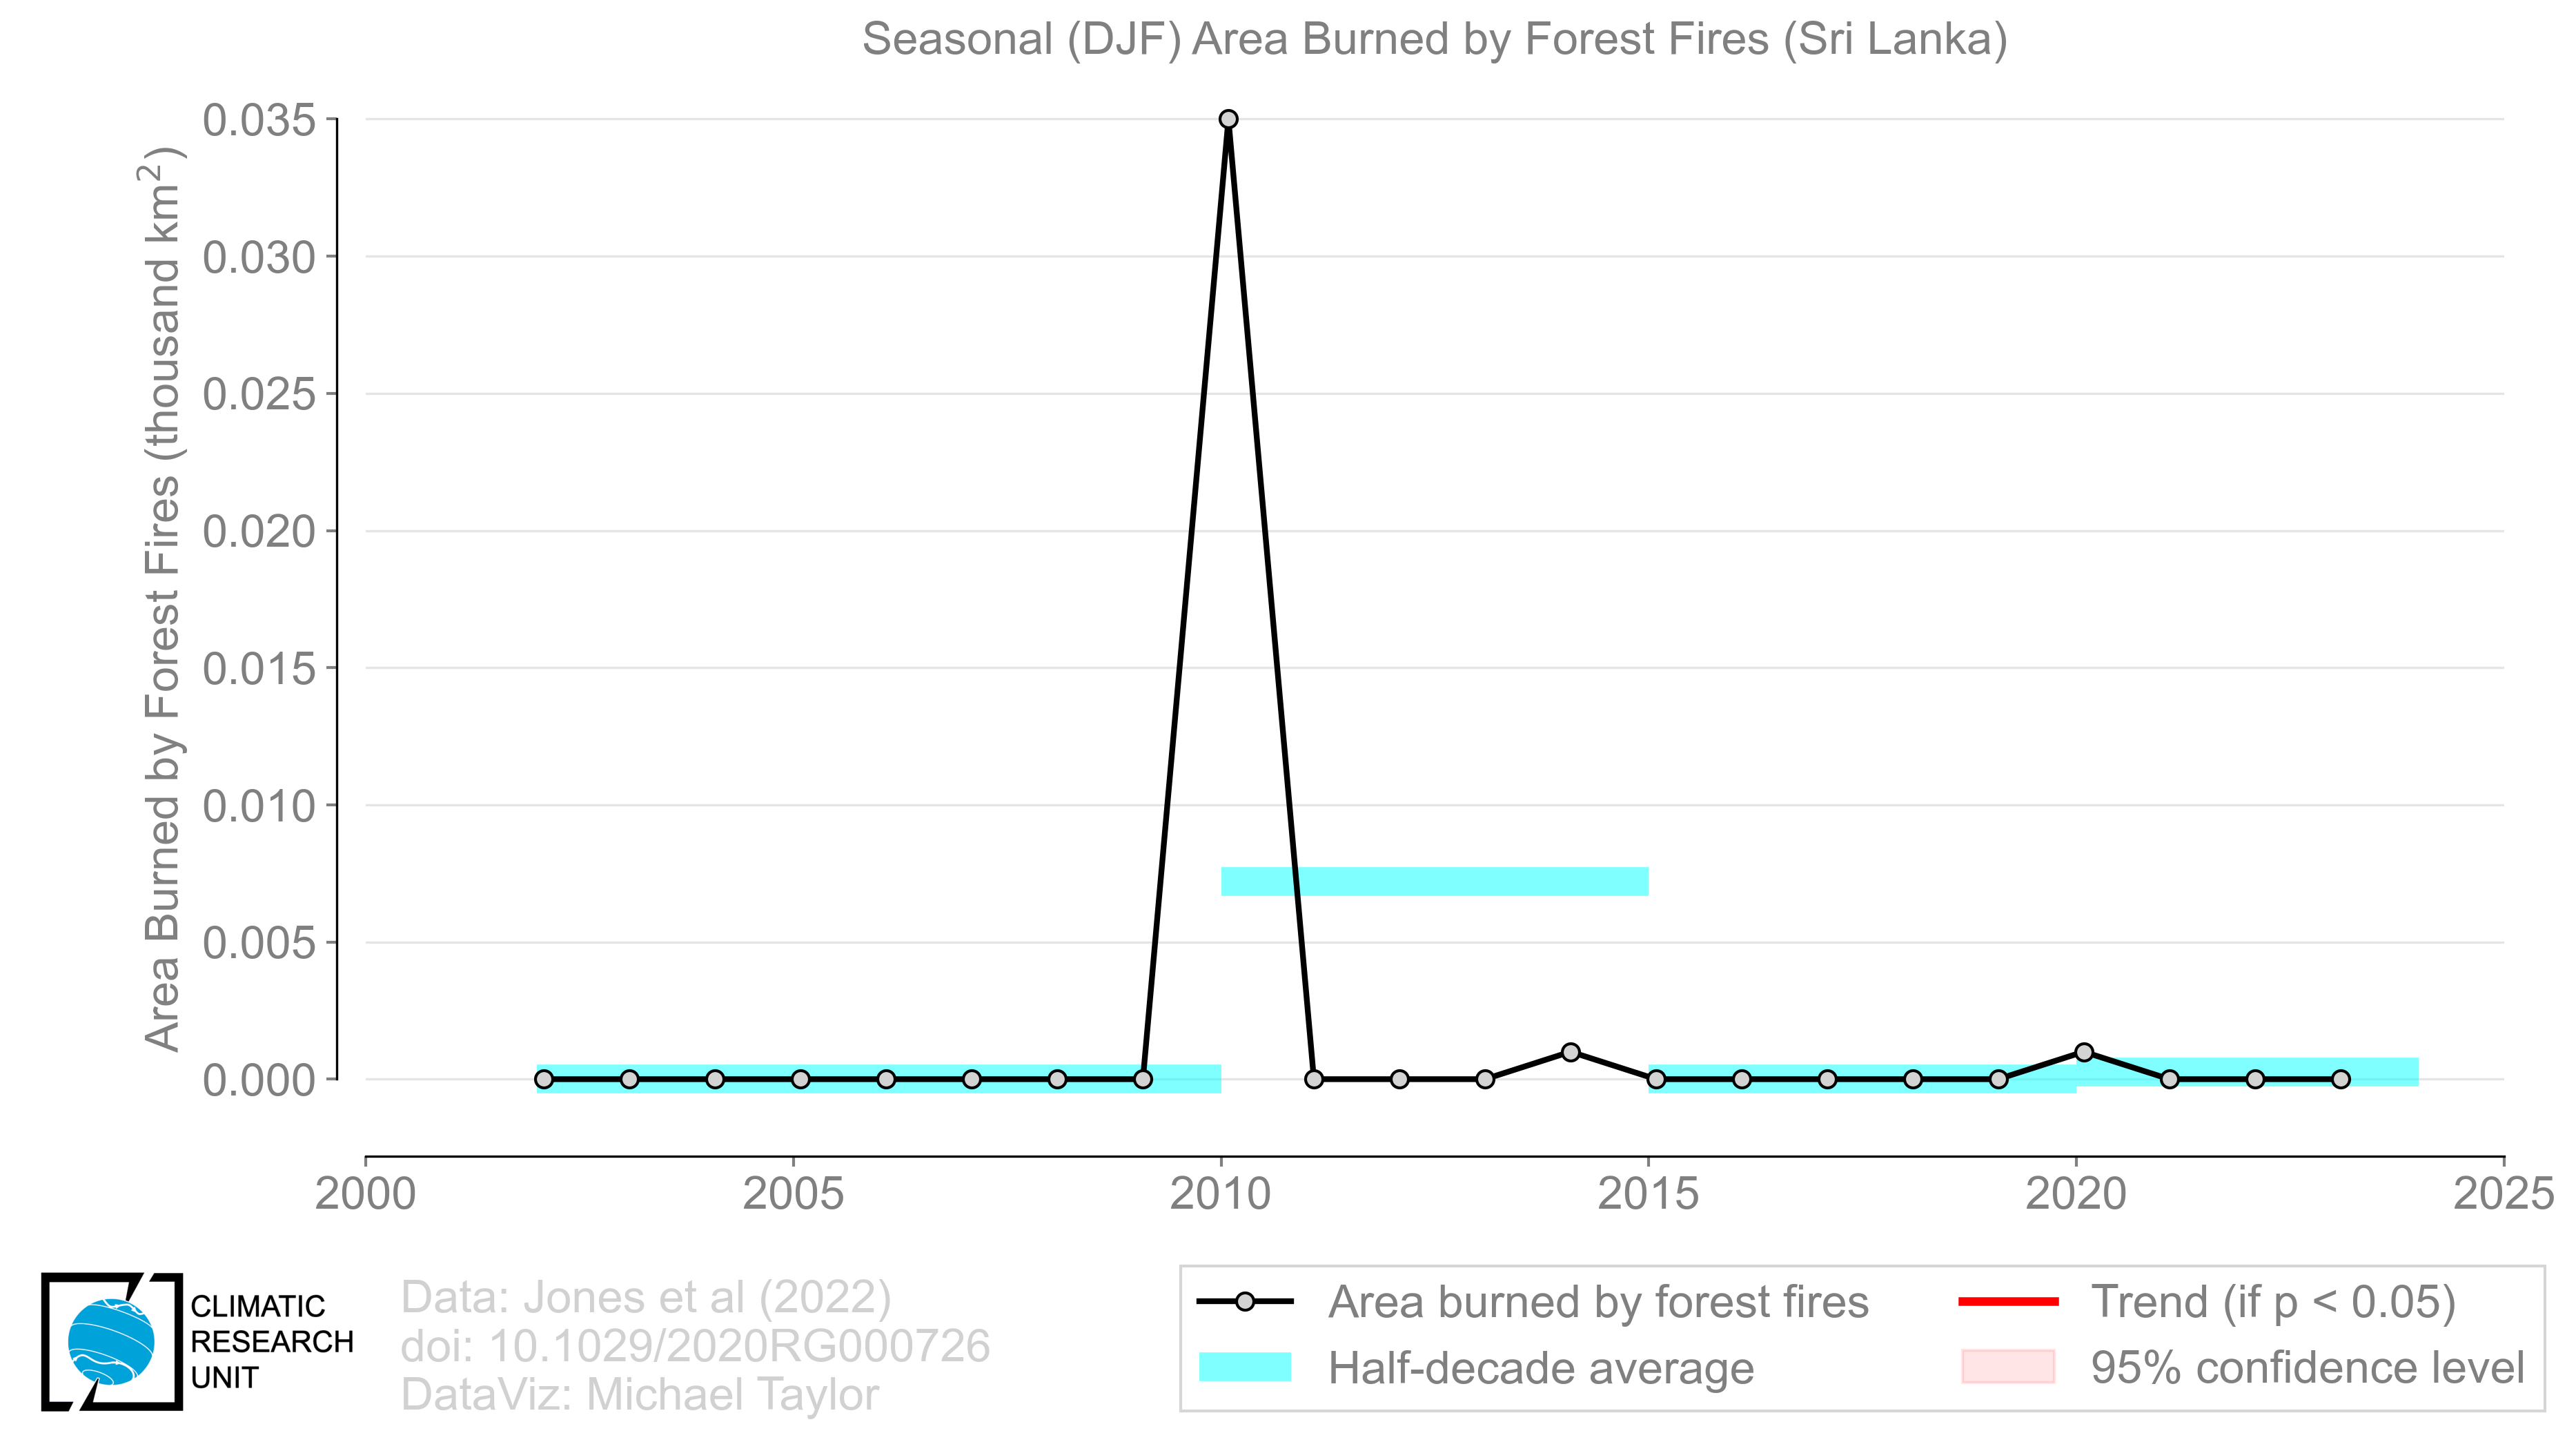 Seasonal (DJF) Area Burned by Forest Fires (Sri Lanka)
Area Burned by Forest Fires (thousand km²)
0.035
0.030
0.025
0.020
0.015
0.010
0.005
0.000
2000 2005 2010 2015 2020 2025
CLIMATIC
RESEARCH
UNIT
Data: Jones et al (2022)
doi: 10.1029/2020RG000726
DataViz: Michael Taylor
Area burned by forest fires
Half-decade average
Trend (if p < 0.05)
95% confidence level